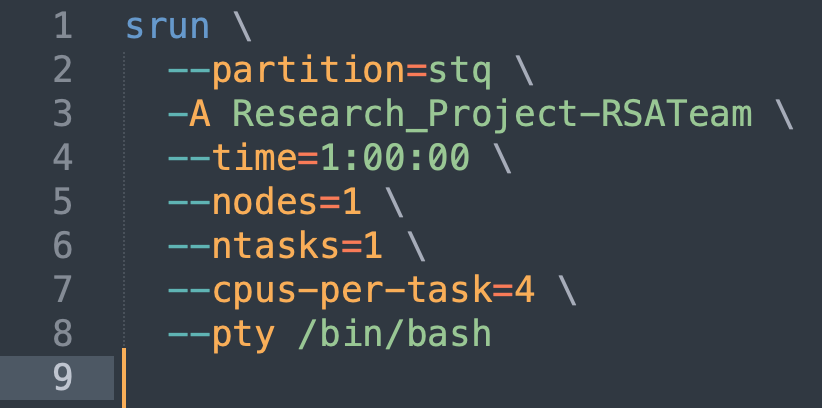 1 srun \
2 --partition=stq \
3 -A Research_Project-RSATeam \
4 --time=1:00:00 \
5 --nodes=1 \
6 --ntasks=1 \
7 --cpus-per-task=4 \
8 --pty /bin/bash
9